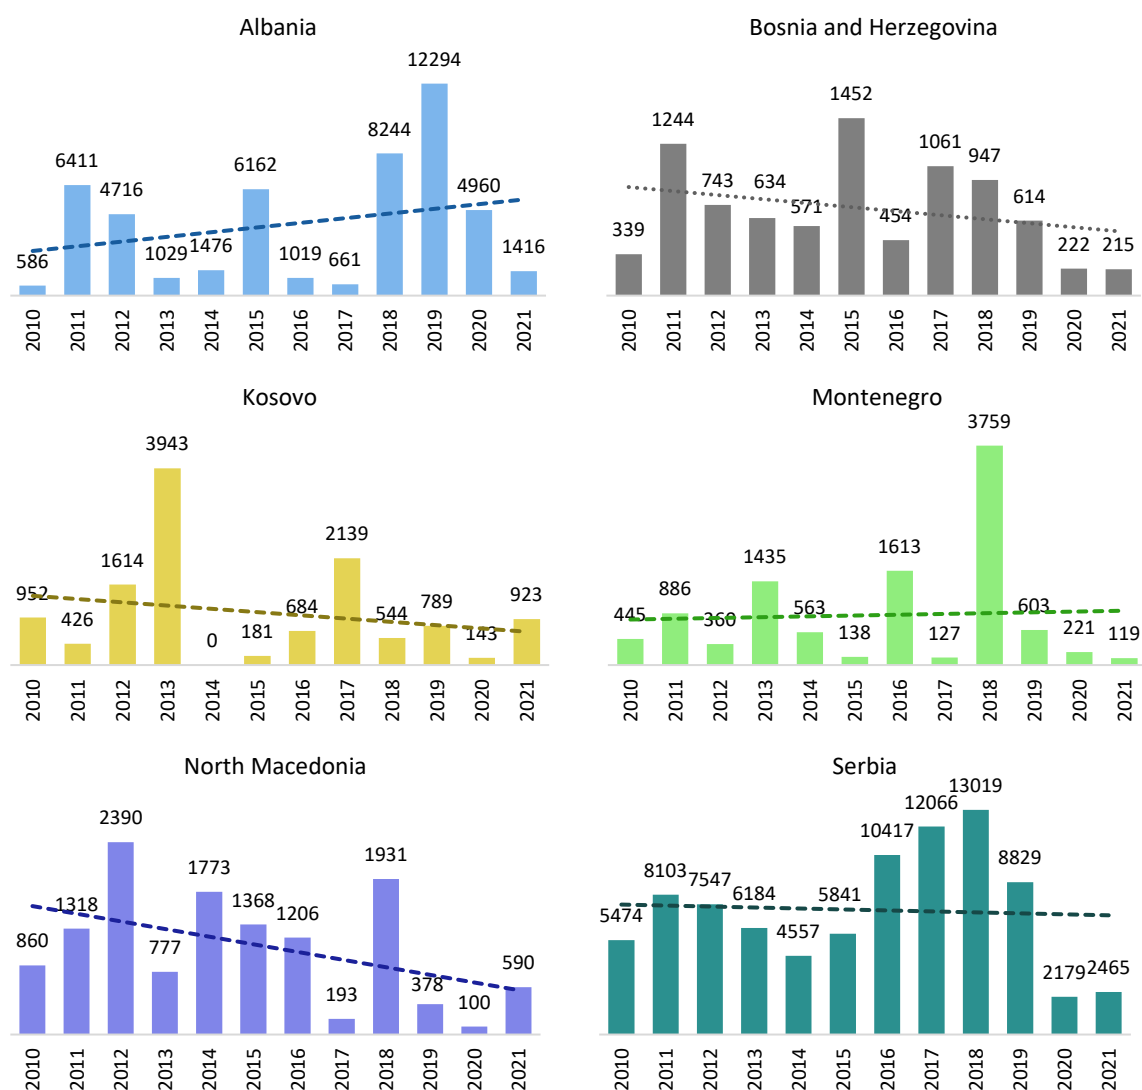 Albania
586 6411 4716 1029 1476 6162 1019 661 8244 12294 4960 1416
2010 2011 2012 2013 2014 2015 2016 2017 2018 2019 2020 2021
Bosnia and Herzegovina
339 1244 743 634 571 1452 454 1061 947 614 222 215
2010 2011 2012 2013 2014 2015 2016 2017 2018 2019 2020 2021
Kosovo
952 426 1614 3943 0 181 684 2139 544 789 143 923
2010 2011 2012 2013 2014 2015 2016 2017 2018 2019 2020 2021
Montenegro
445 886 360 1435 563 138 1613 127 3759 603 221 119
2010 2011 2012 2013 2014 2015 2016 2017 2018 2019 2020 2021
North Macedonia
860 1318 2390 777 1773 1368 1206 193 1931 378 100 590
2010 2011 2012 2013 2014 2015 2016 2017 2018 2019 2020 2021
Serbia
5474 8103 7547 6184 4557 5841 10417 12066 13019 8829 2179 2465
2010 2011 2012 2013 2014 2015 2016 2017 2018 2019 2020 2021